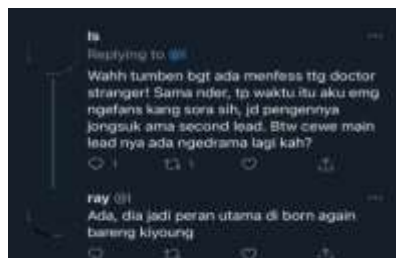 Is
Replying to
Wahh tumben bgt ada menfess ttg doctor
stranger! Sama nder, tp waktu itu aku emg
ngefans kang sora sih, jd pengennya
jongsuk ama second lead. Btw cewe main
lead nya ada ngedrama lagi kah?
1 1
ray
Ada, dia jadi peran utama di born again
bareng kiyoung